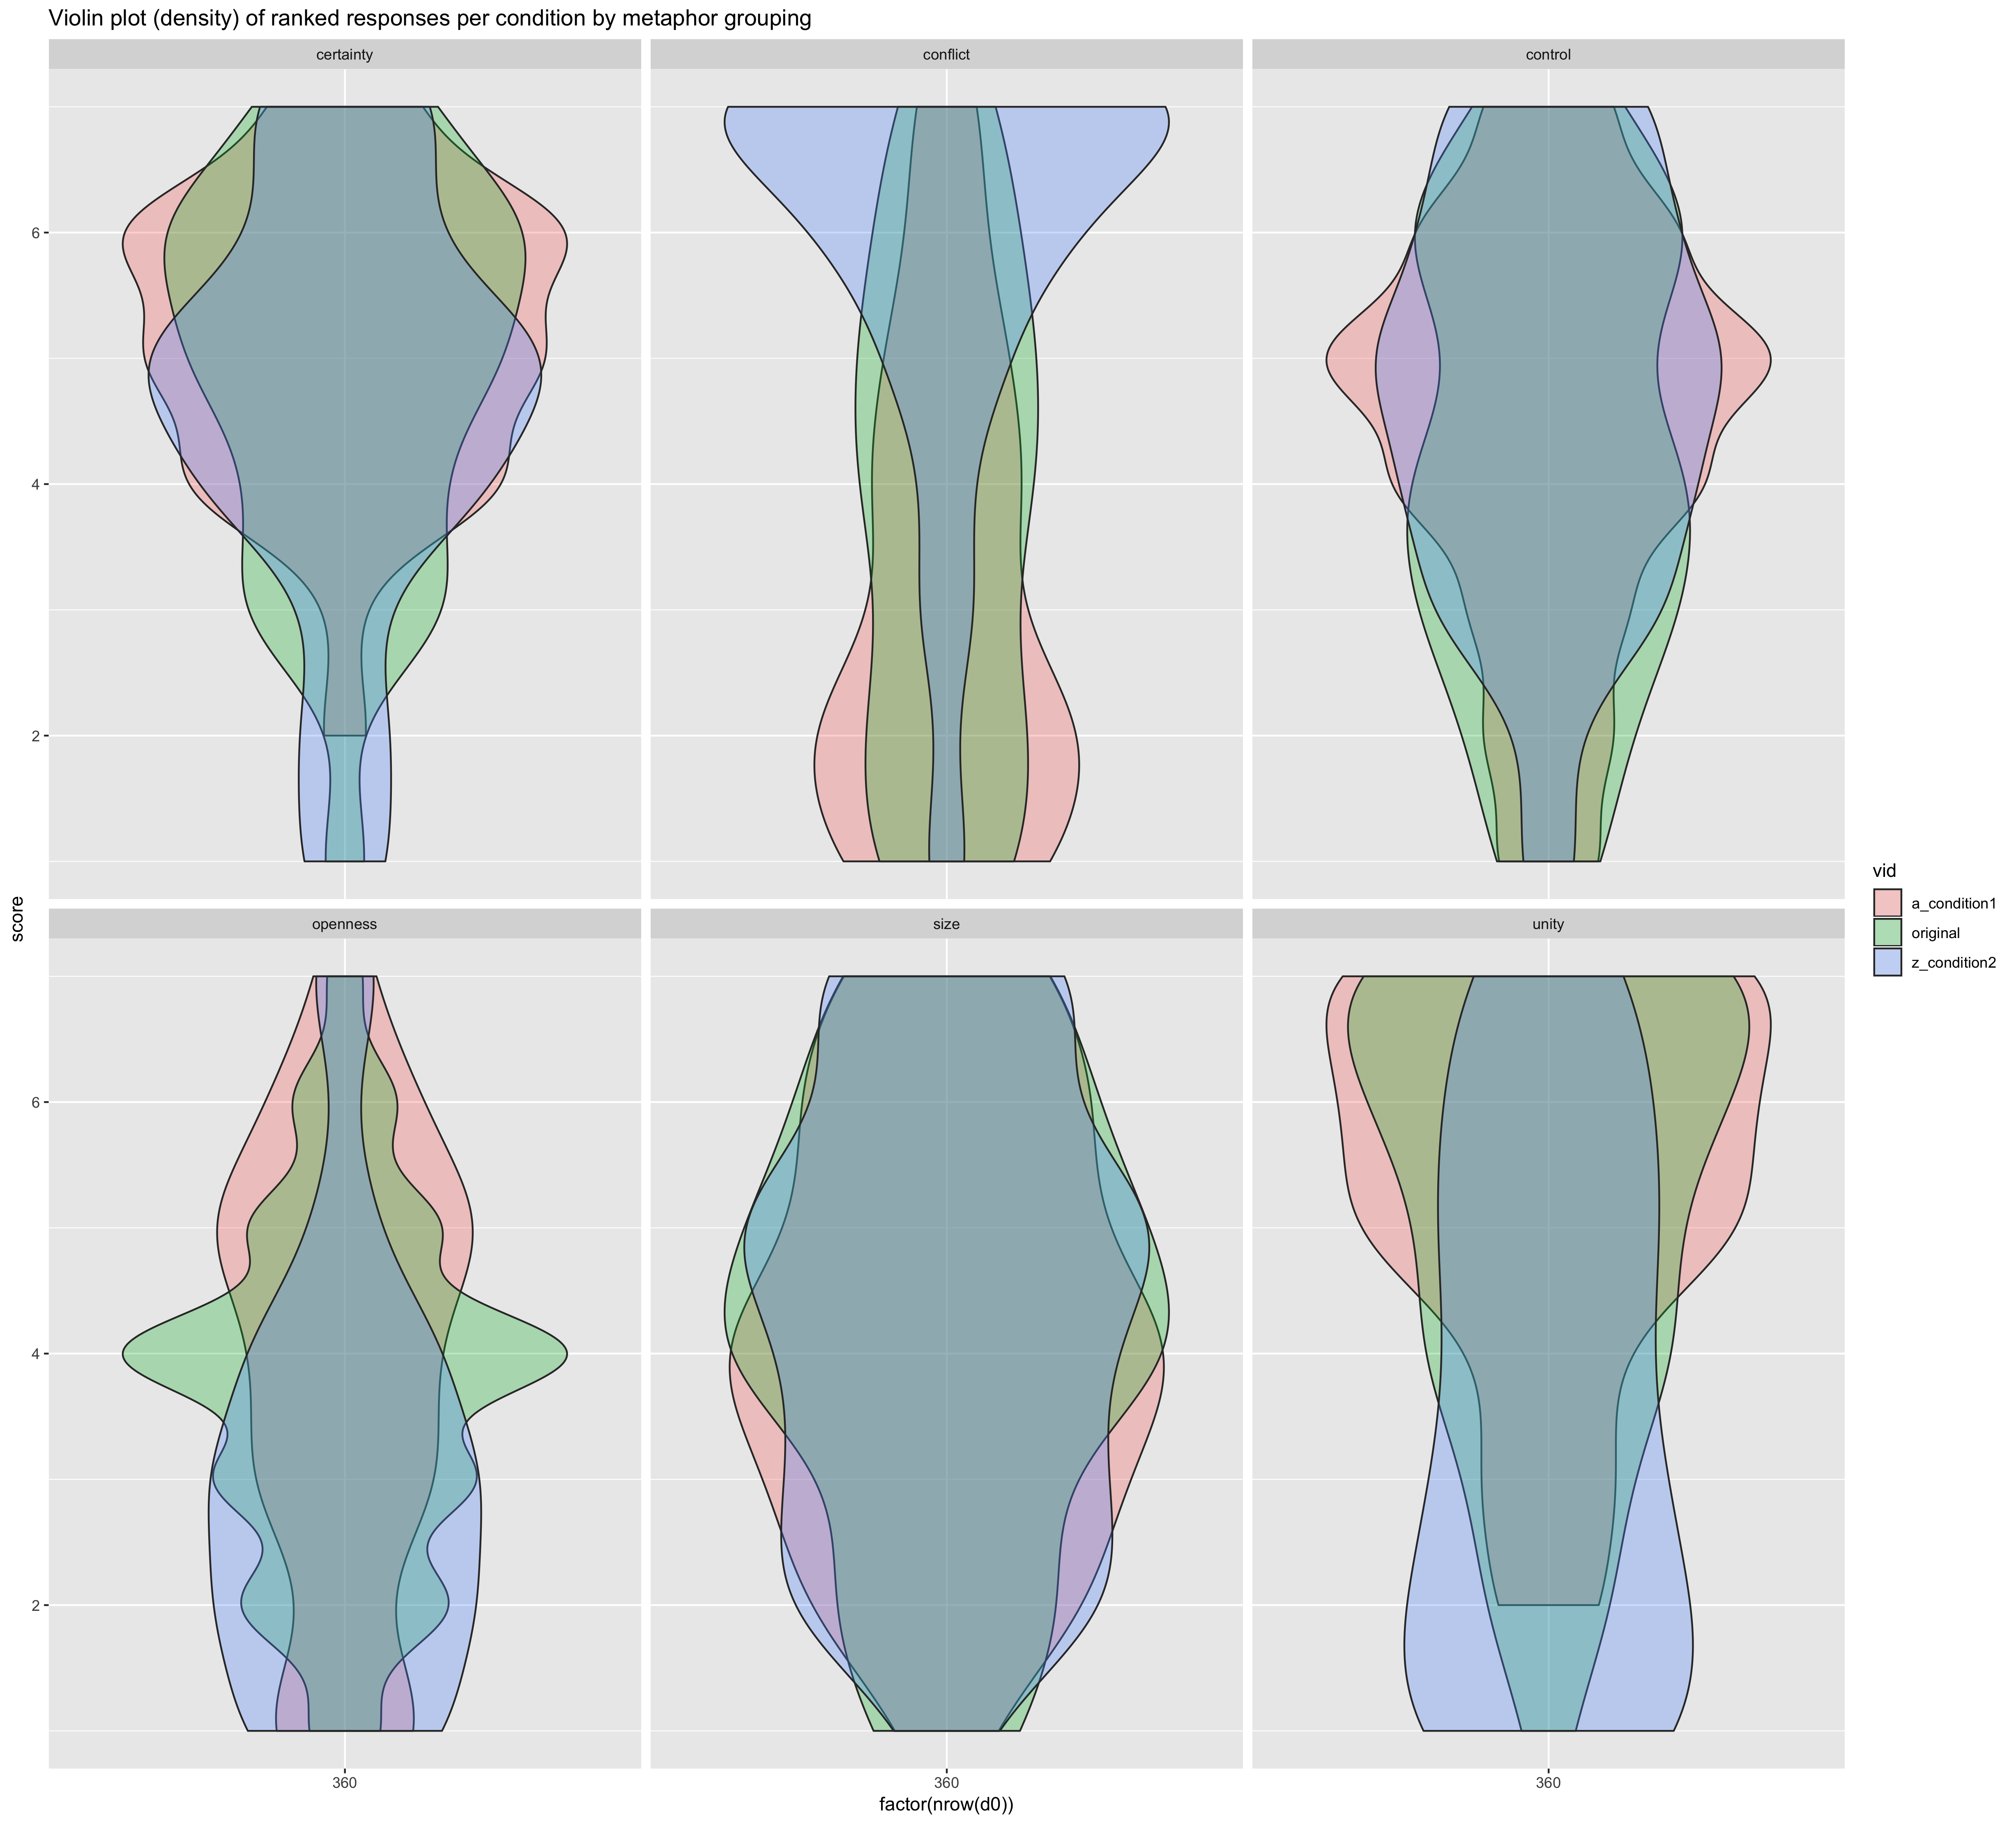 Violin plot (density) of ranked responses per condition by metaphor grouping
certainty
conflict
control
6
4
2
openness
size
unity
6
4
2
360
360
360
score
factor(nrow(d0))
vid
a_condition1
original
z_condition2